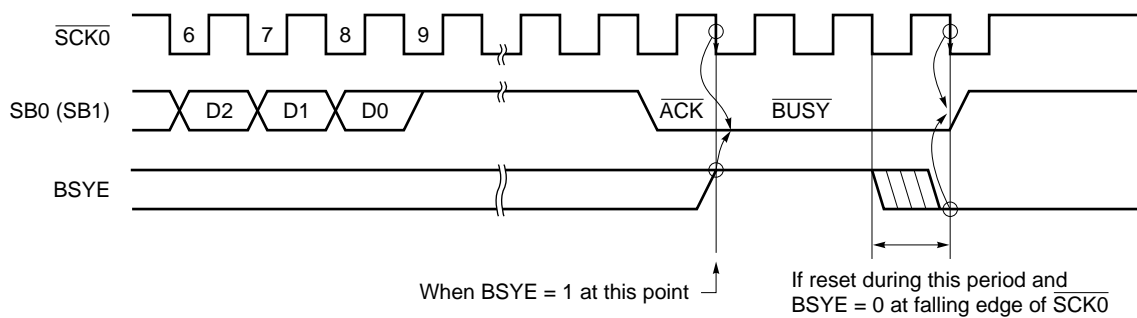 SCK0
6 7 8 9
SB0 (SB1)
D2 D1 D0 ACK BUSY
BSYE
When BSYE = 1 at this point
If reset during this period and
BSYE = 0 at falling edge of SCK0